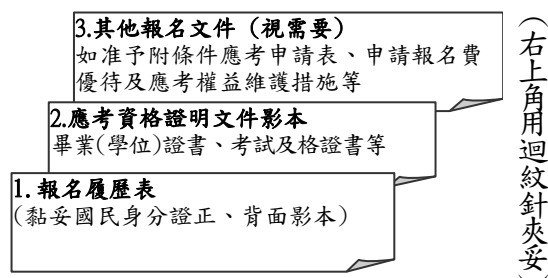 3.其他報名文件（視需要）
如准予附條件應考申請表、申請報名費
優待及應考權益維護措施等
2.應考資格證明文件影本
畢業(學位)證書、考試及格證書等
1.報名履歷表
(黏妥國民身分證正、背面影本)
（右上角用迴紋針夾妥）